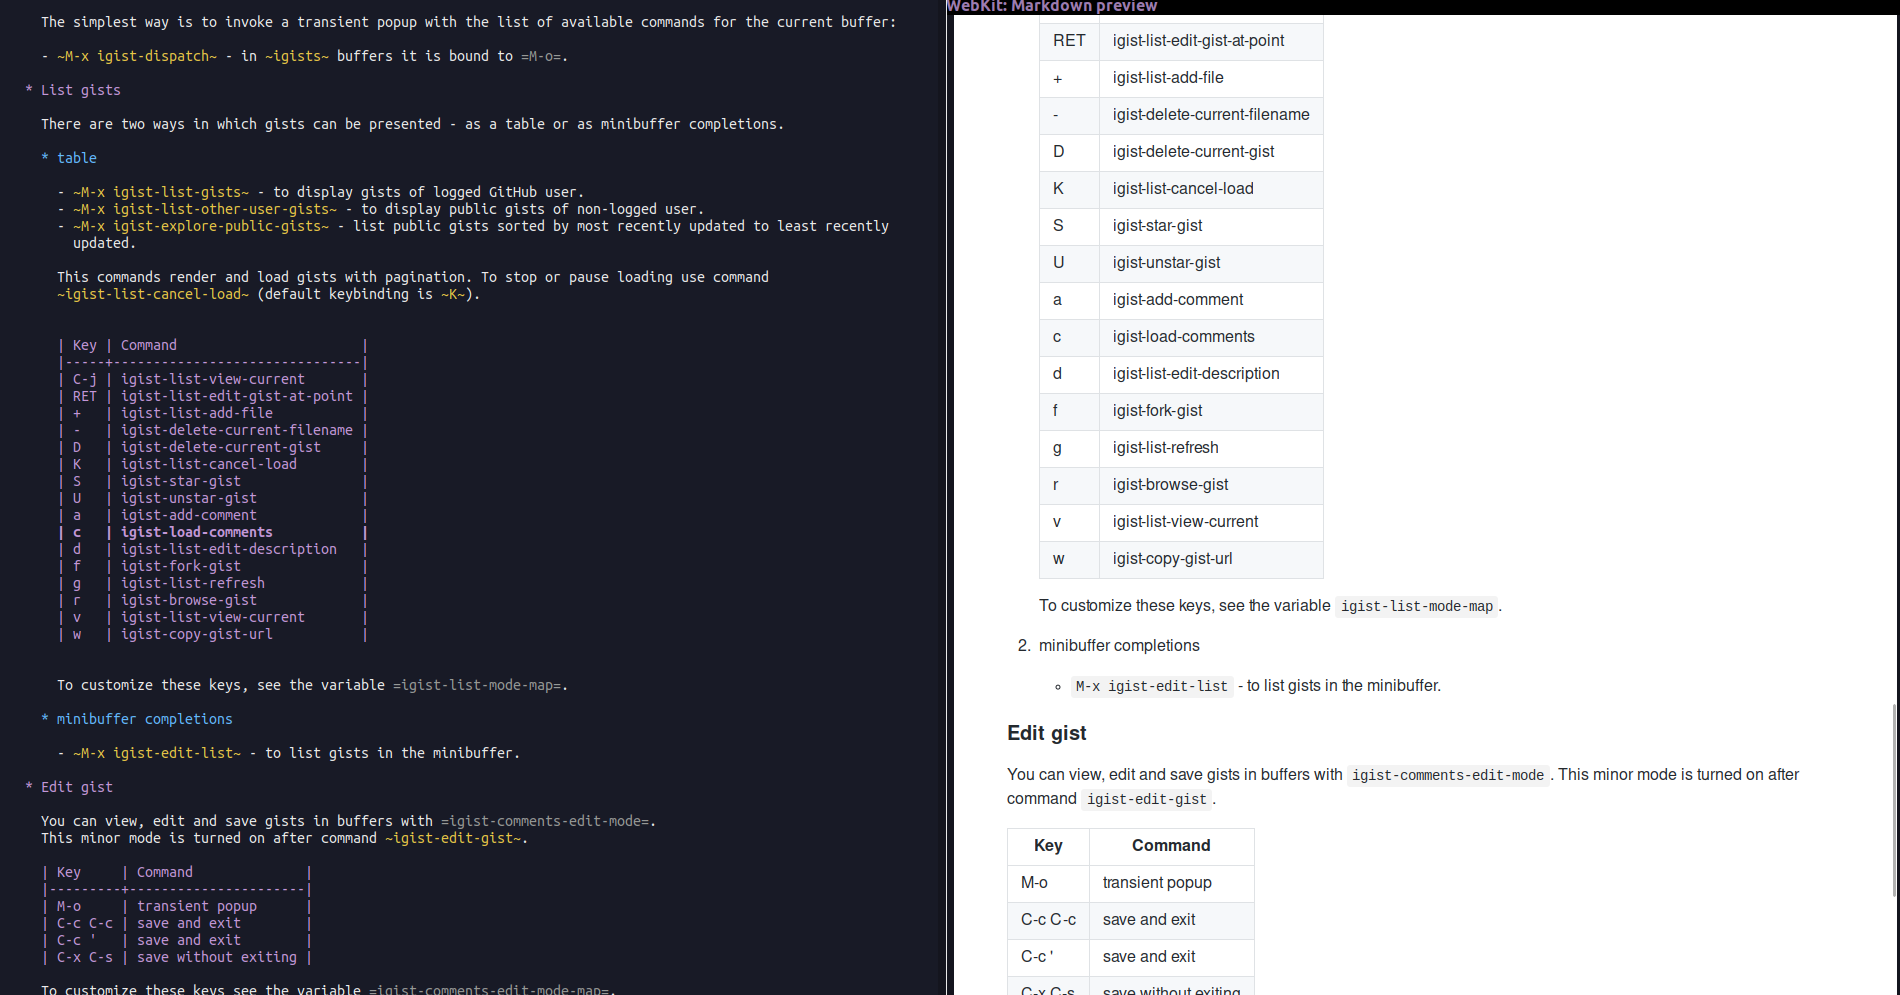 The simplest way is to invoke a transient popup with the list of available commands for the current buffer:
- ~M-x igist-dispatch~ - in ~igists~ buffers it is bound to =M-o=.
* List gists
There are two ways in which gists can be presented - as a table or as minibuffer completions.
* table
- ~M-x igist-list-gists~ - to display gists of logged GitHub user.
- ~M-x igist-list-other-user-gists~ - to display public gists of non-logged user.
- ~M-x igist-explore-public-gists~ - list public gists sorted by most recently updated to least recently
updated.
This commands render and load gists with pagination. To stop or pause loading use command
~igist-list-cancel-load~ (default keybinding is ~K~).
| Key | Command                       |
|-----+-------------------------------|
| C-j | igist-list-view-current       |
| RET | igist-list-edit-gist-at-point |
| +   | igist-list-add-file           |
| -   | igist-delete-current-filename |
| D   | igist-delete-current-gist     |
| K   | igist-list-cancel-load        |
| S   | igist-star-gist               |
| U   | igist-unstar-gist             |
| a   | igist-add-comment             |
| c   | igist-load-comments           |
| d   | igist-list-edit-description   |
| f   | igist-fork-gist               |
| g   | igist-list-refresh            |
| r   | igist-browse-gist             |
| v   | igist-list-view-current       |
| w   | igist-copy-gist-url           |
To customize these keys, see the variable =igist-list-mode-map=.
* minibuffer completions
- ~M-x igist-edit-list~ - to list gists in the minibuffer.
* Edit gist
You can view, edit and save gists in buffers with =igist-comments-edit-mode=.
This minor mode is turned on after command ~igist-edit-gist~.
| Key     | Command              |
|---------+----------------------|
| M-o     | transient popup      |
| C-c C-c | save and exit        |
| C-c '   | save and exit        |
| C-x C-s | save without exiting |
To customize these keys see the variable =igist-comments-edit-mode-map=.
WebKit: Markdown preview
RET igist-list-edit-gist-at-point
+ igist-list-add-file
- igist-delete-current-filename
D igist-delete-current-gist
K igist-list-cancel-load
S igist-star-gist
U igist-unstar-gist
a igist-add-comment
c igist-load-comments
d igist-list-edit-description
f igist-fork-gist
g igist-list-refresh
r igist-browse-gist
v igist-list-view-current
w igist-copy-gist-url
To customize these keys, see the variable igist-list-mode-map.
2. minibuffer completions
◦ M-x igist-edit-list - to list gists in the minibuffer.
Edit gist
You can view, edit and save gists in buffers with igist-comments-edit-mode. This minor mode is turned on after
command igist-edit-gist.
Key Command
M-o transient popup
C-c C-c save and exit
C-c ' save and exit
C-x C-s save without exiting